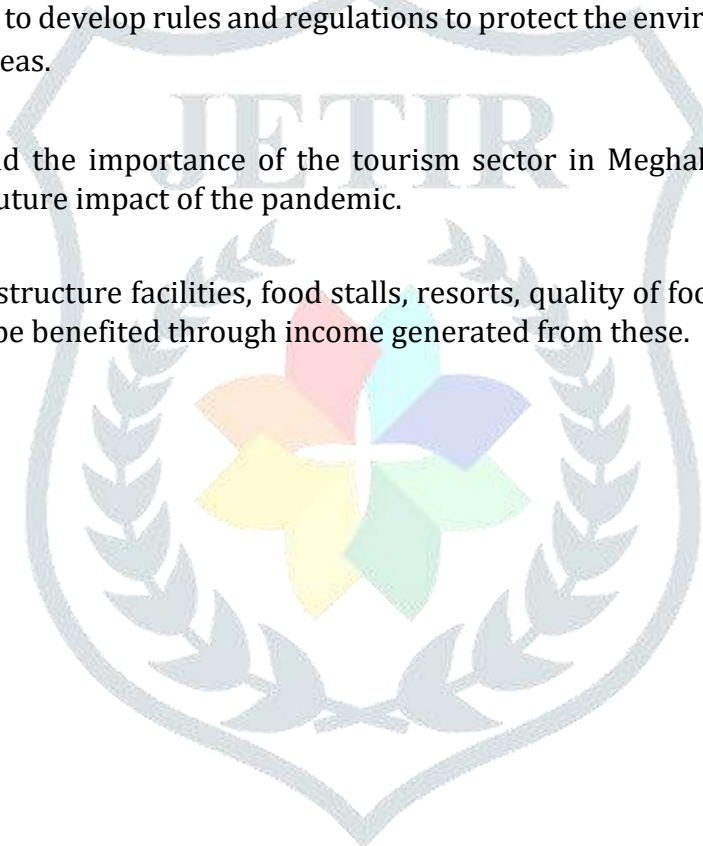 to develop rules and regulations to protect the envir
eas.
JETIR
d the importance of the tourism sector in Meghal
uture impact of the pandemic.
structure facilities, food stalls, resorts, quality of foo
be benefited through income generated from these.